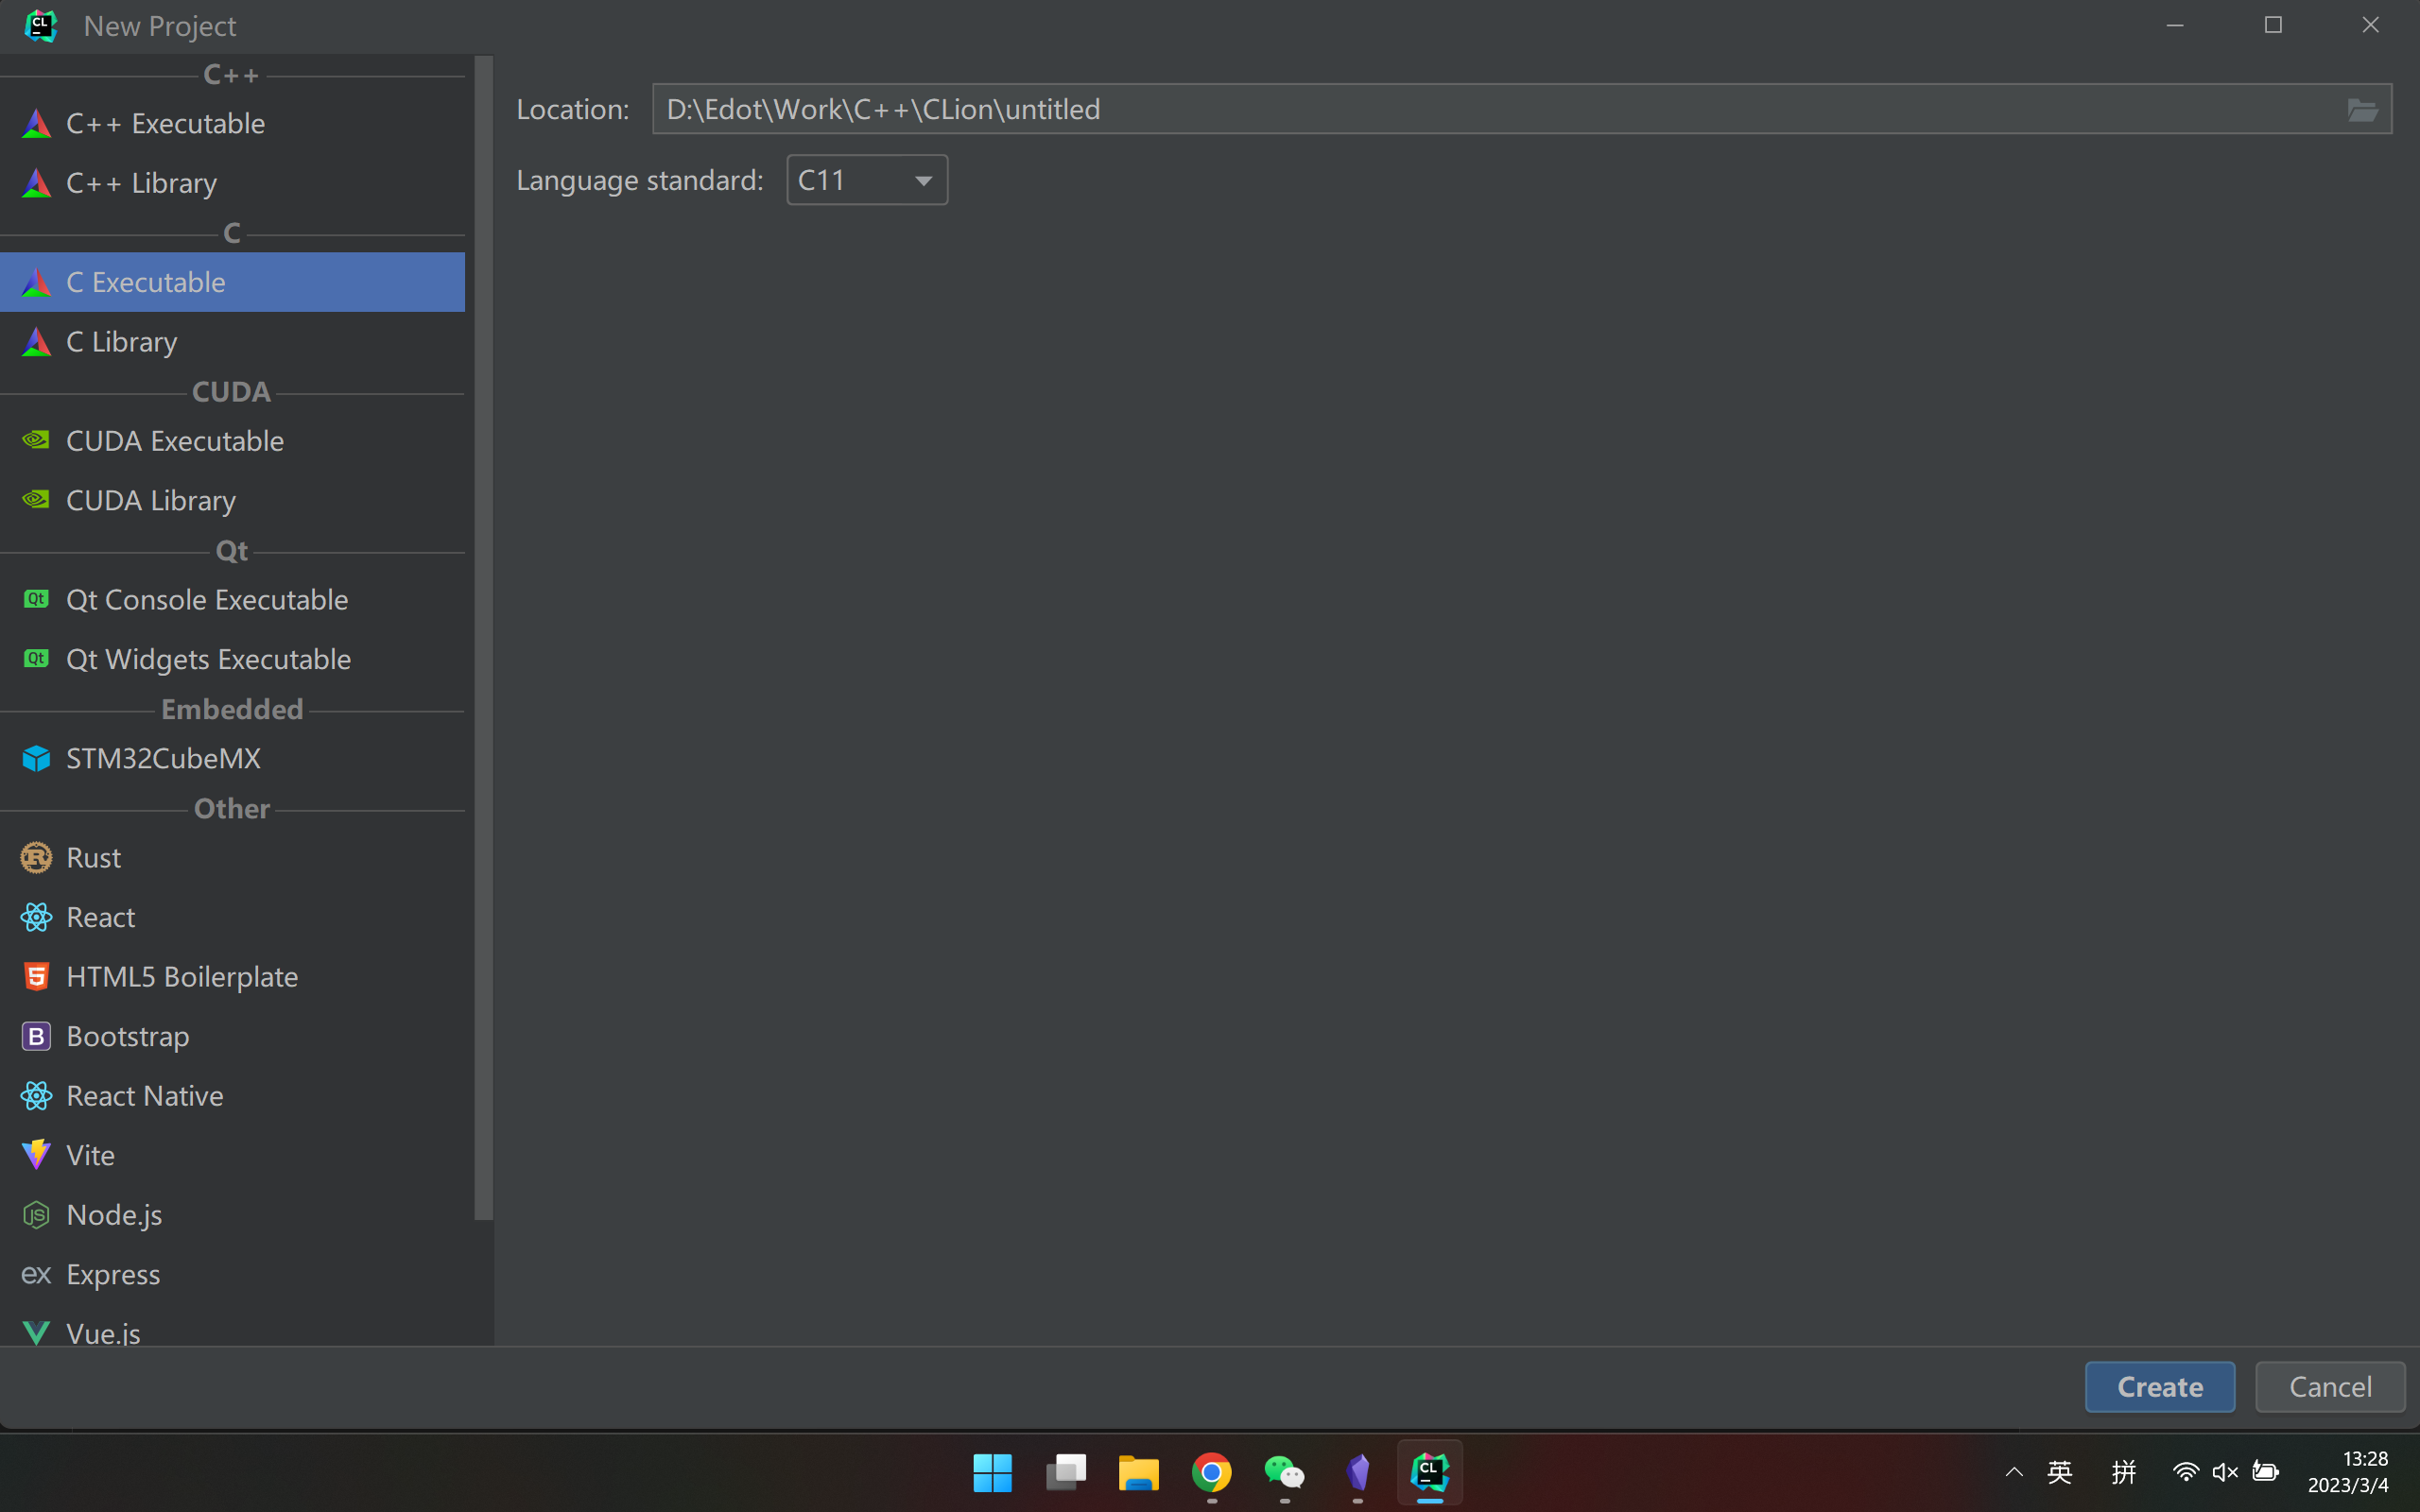 New Project
C++
C++ Executable
C++ Library
C
C Executable
C Library
CUDA
CUDA Executable
CUDA Library
Qt
Qt Console Executable
Qt Widgets Executable
Embedded
STM32CubeMX
Other
Rust
React
HTML5 Boilerplate
Bootstrap
React Native
Vite
Node.js
Express
Vue.js
Location: D:\Edot\Work\C++\CLion\untitled
Language standard: C11
Create Cancel
英 拼 13:28
2023/3/4